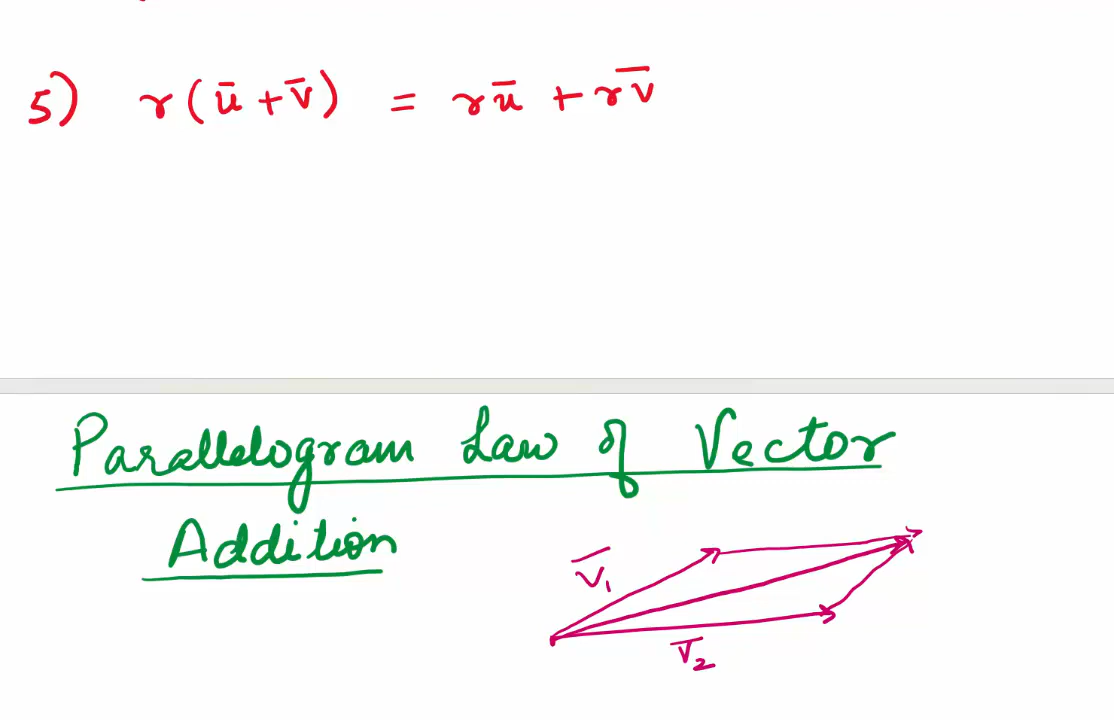 5) r(ū + v̄) = rū + rv̄
Parallelogram Law of Vector
Addition
V̄₁
V̄₂